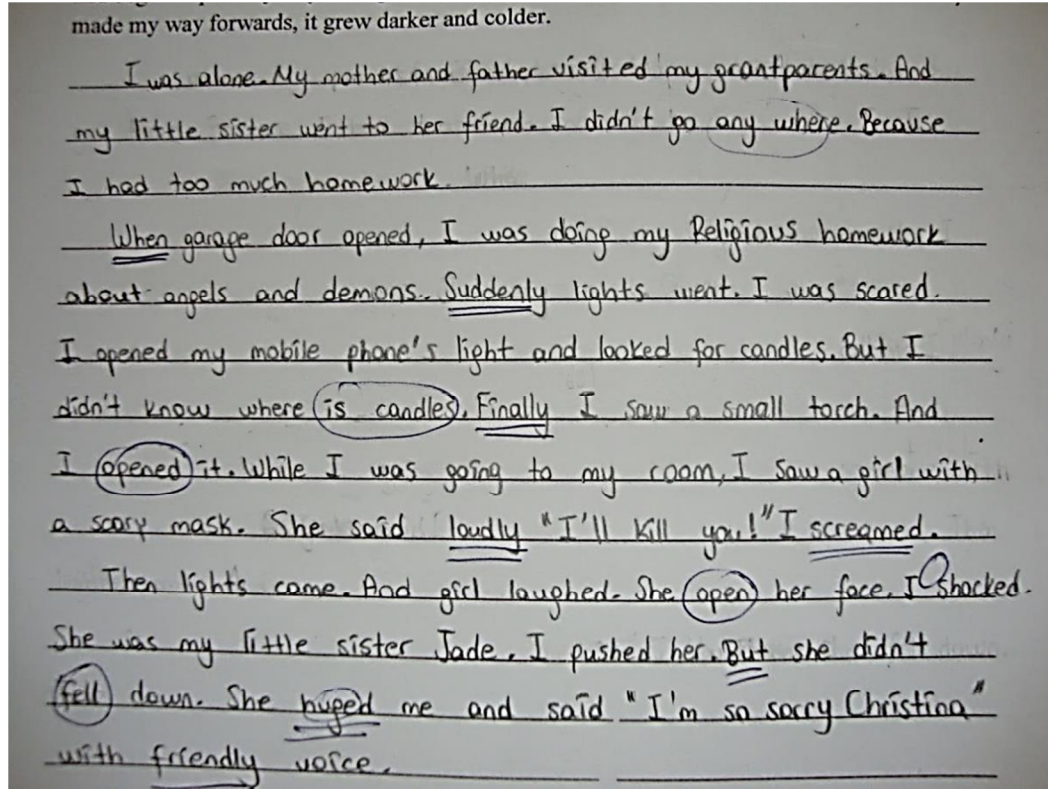 made my way forwards, it grew darker and colder.
I was alone. My mother and father visited my grantparents. And
my little sister went to her friend. I didn't go any where. Because
I had too much homework.
When garage door opened, I was doing my Religious homework
about angels and demons. Suddenly lights went. I was scared.
I opened my mobile phone's light and looked for candles. But I
didn't know where is candles. Finally I saw a small torch. And
I opened it. While I was going to my room, I saw a girl with
a scary mask. She said loudly "I'll kill you!" I screamed.
Then lights came. And girl laughed. She open her face. I shocked.
She was my little sister Jade. I pushed her. But she didn't
fell down. She huged me and said "I'm so sorry Christina"
with friendly voice.